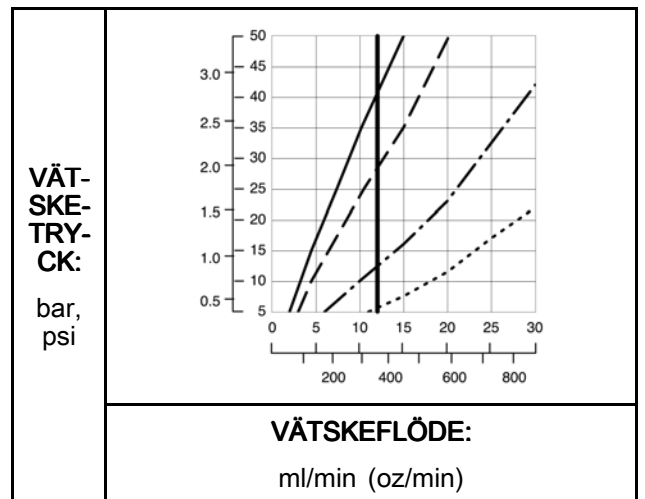 VÄT-
SKE-
TRY-
CK:
bar,
psi
50
45
3.0
40
2.5
35
30
2.0
25
1.5
20
15
1.0
10
0.5
5
0 5 10 15 20 25 30
200 400 600 800
VÄTSKEFLÖDE:
ml/min (oz/min)